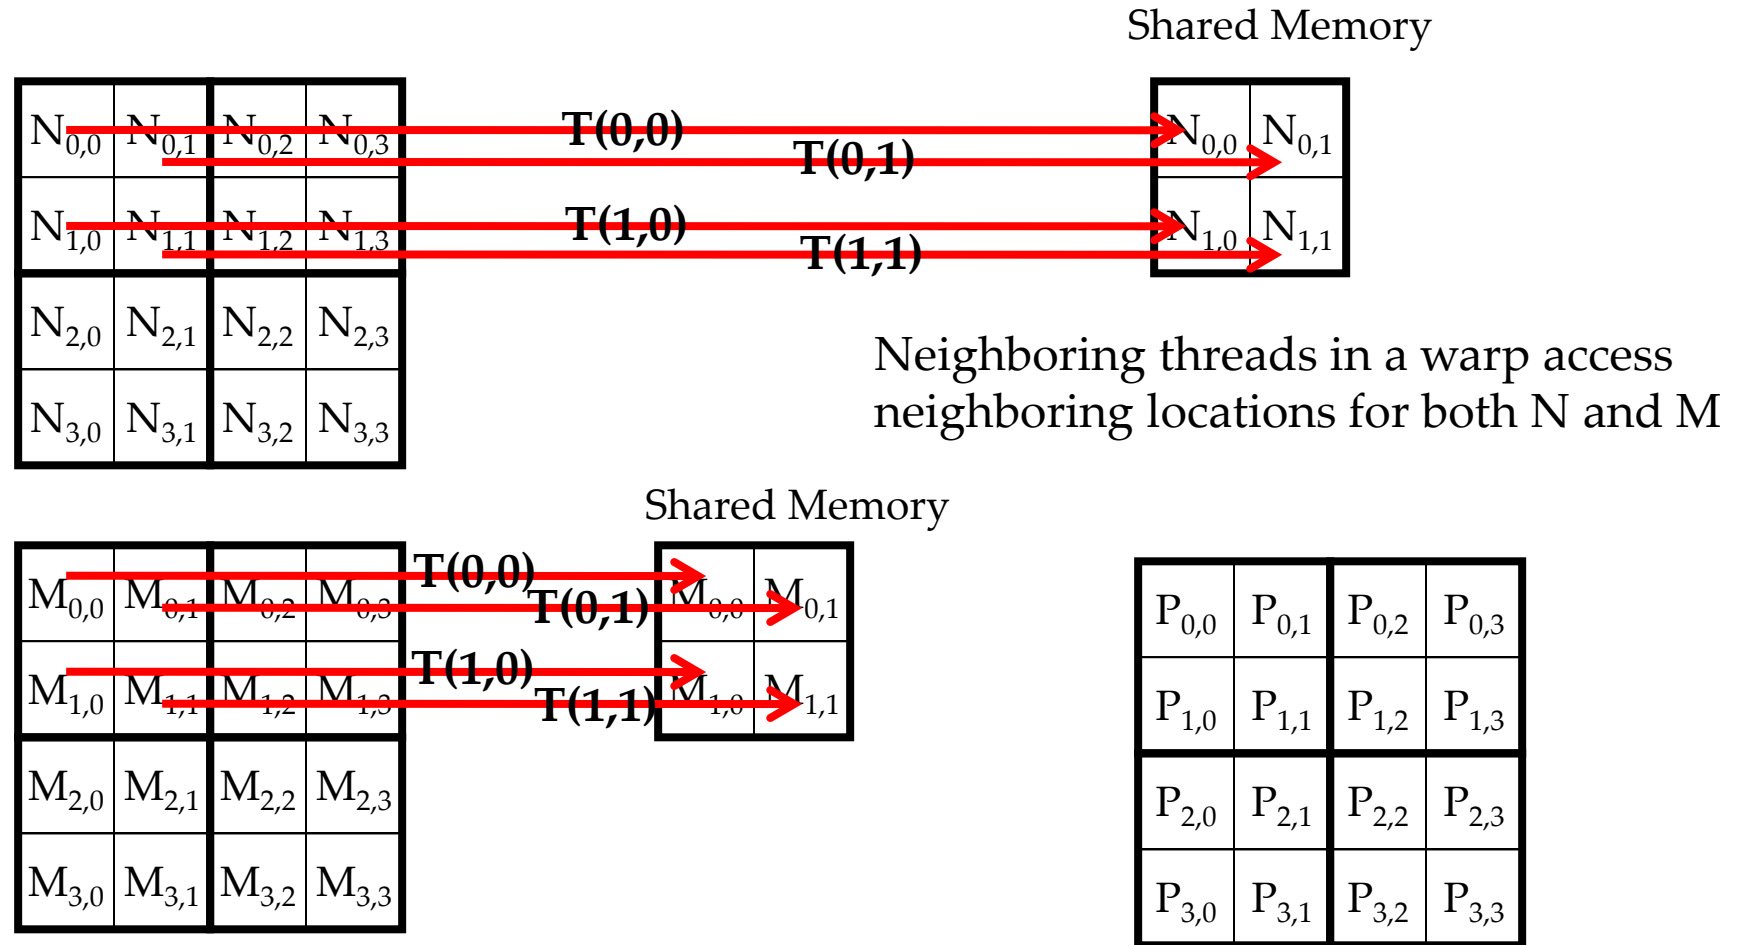 Shared Memory
N0,0 N0,1 N0,2 N0,3 T(0,0) N0,0 N0,1
T(0,1)
N1,0 N1,1 N1,2 N1,3 T(1,0) N1,0 N1,1
T(1,1)
N2,0 N2,1 N2,2 N2,3
N3,0 N3,1 N3,2 N3,3
Neighboring threads in a warp access
neighboring locations for both N and M
Shared Memory
M0,0 M0,1 M0,2 M0,3 T(0,0) M0,0 M0,1
T(0,1)
M1,0 M1,1 M1,2 M1,3 T(1,0) M1,0 M1,1
T(1,1)
M2,0 M2,1 M2,2 M2,3
M3,0 M3,1 M3,2 M3,3
P0,0 P0,1 P0,2 P0,3
P1,0 P1,1 P1,2 P1,3
P2,0 P2,1 P2,2 P2,3
P3,0 P3,1 P3,2 P3,3